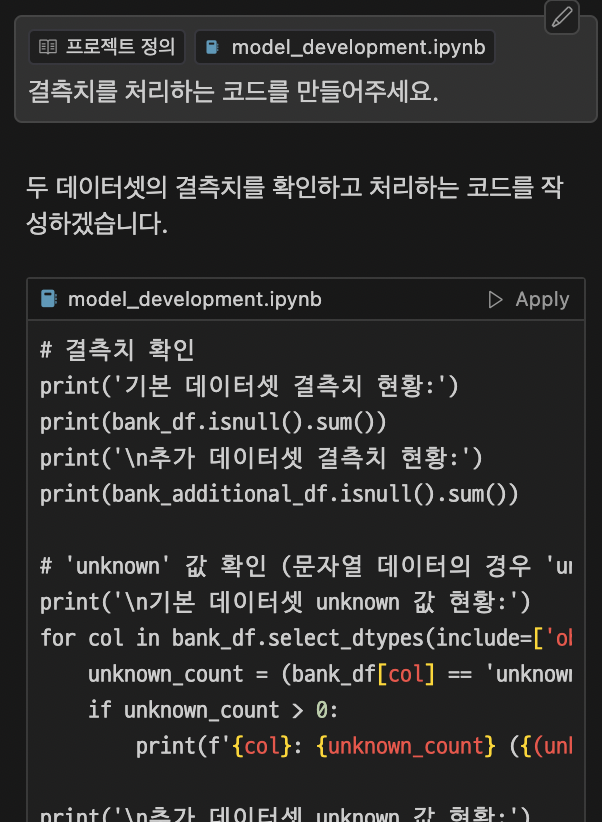 프로젝트 정의 model_development.ipynb
결측치를 처리하는 코드를 만들어주세요.
두 데이터셋의 결측치를 확인하고 처리하는 코드를 작
성하겠습니다.
model_development.ipynb Apply
# 결측치 확인
print('기본 데이터셋 결측치 현황:')
print(bank_df.isnull().sum())
print('\n추가 데이터셋 결측치 현황:')
print(bank_additional_df.isnull().sum())
# 'unknown' 값 확인 (문자열 데이터의 경우 'u
print('\n기본 데이터셋 unknown 값 현황:')
for col in bank_df.select_dtypes(include=['ob
unknown_count = (bank_df[col] == 'unknown
if unknown_count > 0:
print(f'{col}: {unknown_count} ({(unk
print('\n추가 데이터셋 unknown 값 현황:')